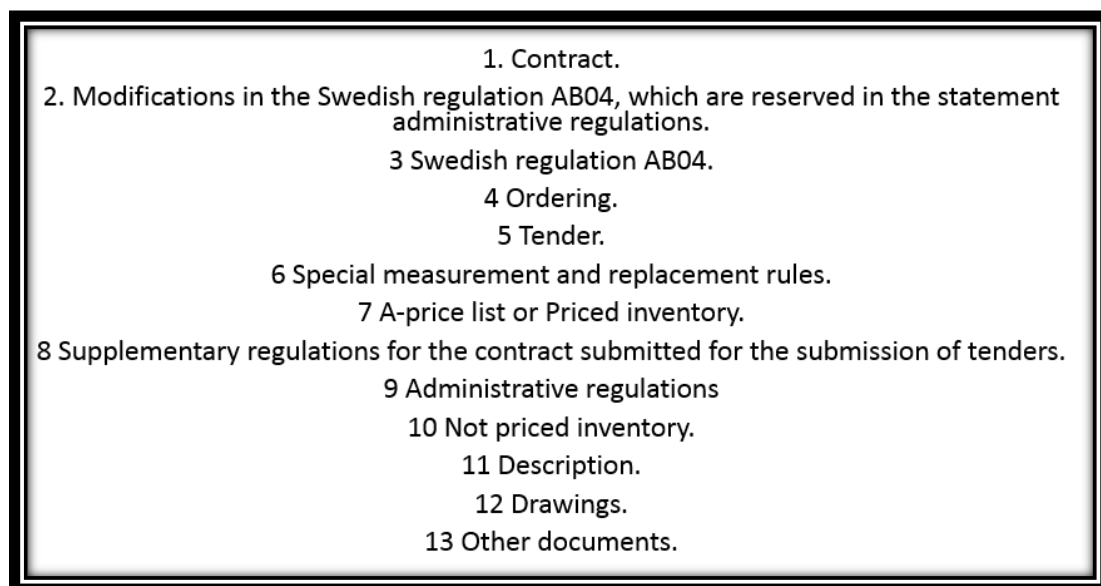 1. Contract.
2. Modifications in the Swedish regulation AB04, which are reserved in the statement
administrative regulations.
3 Swedish regulation AB04.
4 Ordering.
5 Tender.
6 Special measurement and replacement rules.
7 A-price list or Priced inventory.
8 Supplementary regulations for the contract submitted for the submission of tenders.
9 Administrative regulations
10 Not priced inventory.
11 Description.
12 Drawings.
13 Other documents.